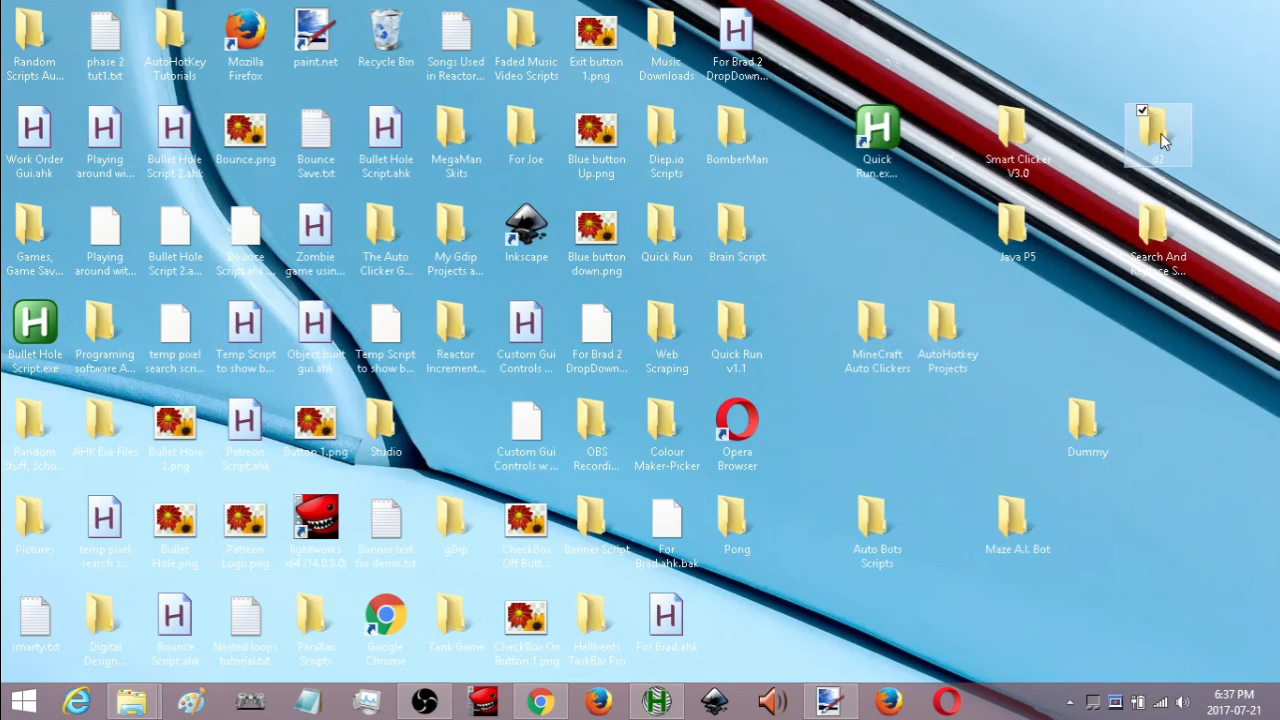 Random
Scripts Au...
phase 2
tut1.txt
AutoHotKey
Tutorials
Mozilla
Firefox
paint.net
Recycle Bin
Songs Used
in Reactor...
Faded Music
Video Scripts
Exit button
1.png
Music
Downloads
For Brad 2
DropDown...
Work Order
Gui.ahk
Playing
around wi...
Bullet Hole
Script 2.ahk
Bounce.png
Bounce
Save.txt
Bullet Hole
Script.ahk
MegaMan
Skits
For Joe
Blue button
Up.png
Diep.io
Scripts
BomberMan
Quick
Run.ex...
Smart Clicker
V3.0
d2
Games,
Game Sav...
Playing
around wit...
Bullet Hole
Script 2.a...
Bounce
Script.ahk...
Zombie
game usin...
The Auto
Clicker G...
My Gdip
Projects a...
Inkscape
Blue button
down.png
Quick Run
Brain Script
Java P5
Search And
Replace S...
Bullet Hole
Script.exe
Programing
software A...
temp pixel
search scri...
Temp Script
to show b...
Object built
gui.ahk
Temp Script
to show b...
Reactor
Increment...
Custom Gui
Controls ...
For Brad 2
DropDown...
Web
Scraping
Quick Run
v1.1
MineCraft
Auto Clickers
AutoHotkey
Projects
Random
Stuff, Scho...
AHK Exe Files
Bullet Hole
2.png
Patreon
Script.ahk
Button 1.png
Studio
Custom Gui
Controls w ...
OBS
Recordi...
Colour
Maker-Picker
Opera
Browser
Dummy
Pictures
temp pixel
search s...
Bullet
Hole.png
Patreon
Logo.png
lightworks
x64 (14.0.0.0)
Banner text
for demo.txt
gDip
CheckBox
Off Butt...
Banner Script
For
Brad.ahk.bak
Pong
Auto Bots
Scripts
Maze A.I. Bot
smarty.txt
Digital
Design...
Bounce
Script.ahk
Nested loops
tutorial.txt
Parallax
Scripts
Google
Chrome
Tank Game
CheckBox On
Button 1.png
Hellbents
TaskBar Pro
For Brad.ahk
6:37 PM
2017-07-21